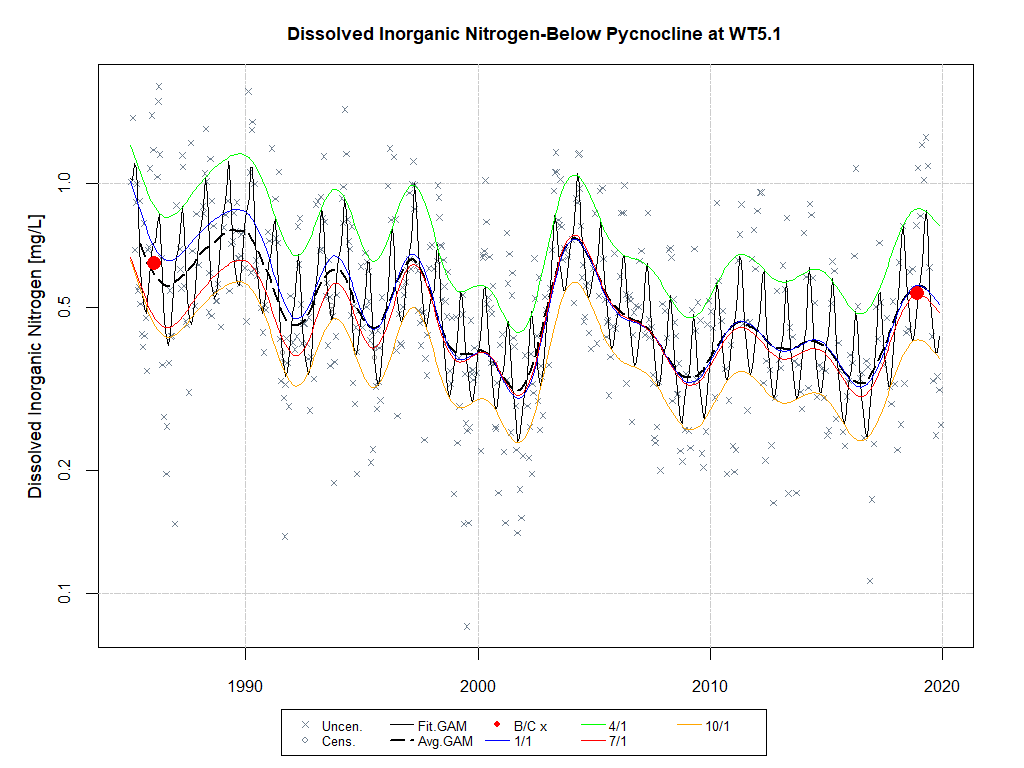 Dissolved Inorganic Nitrogen-Below Pycnocline at WT5.1
Dissolved Inorganic Nitrogen [mg/L]
1.0
0.5
0.2
0.1
1990 2000 2010 2020
Uncen. Fit.GAM B/C x 4/1 10/1
Cens. Avg.GAM 1/1 7/1